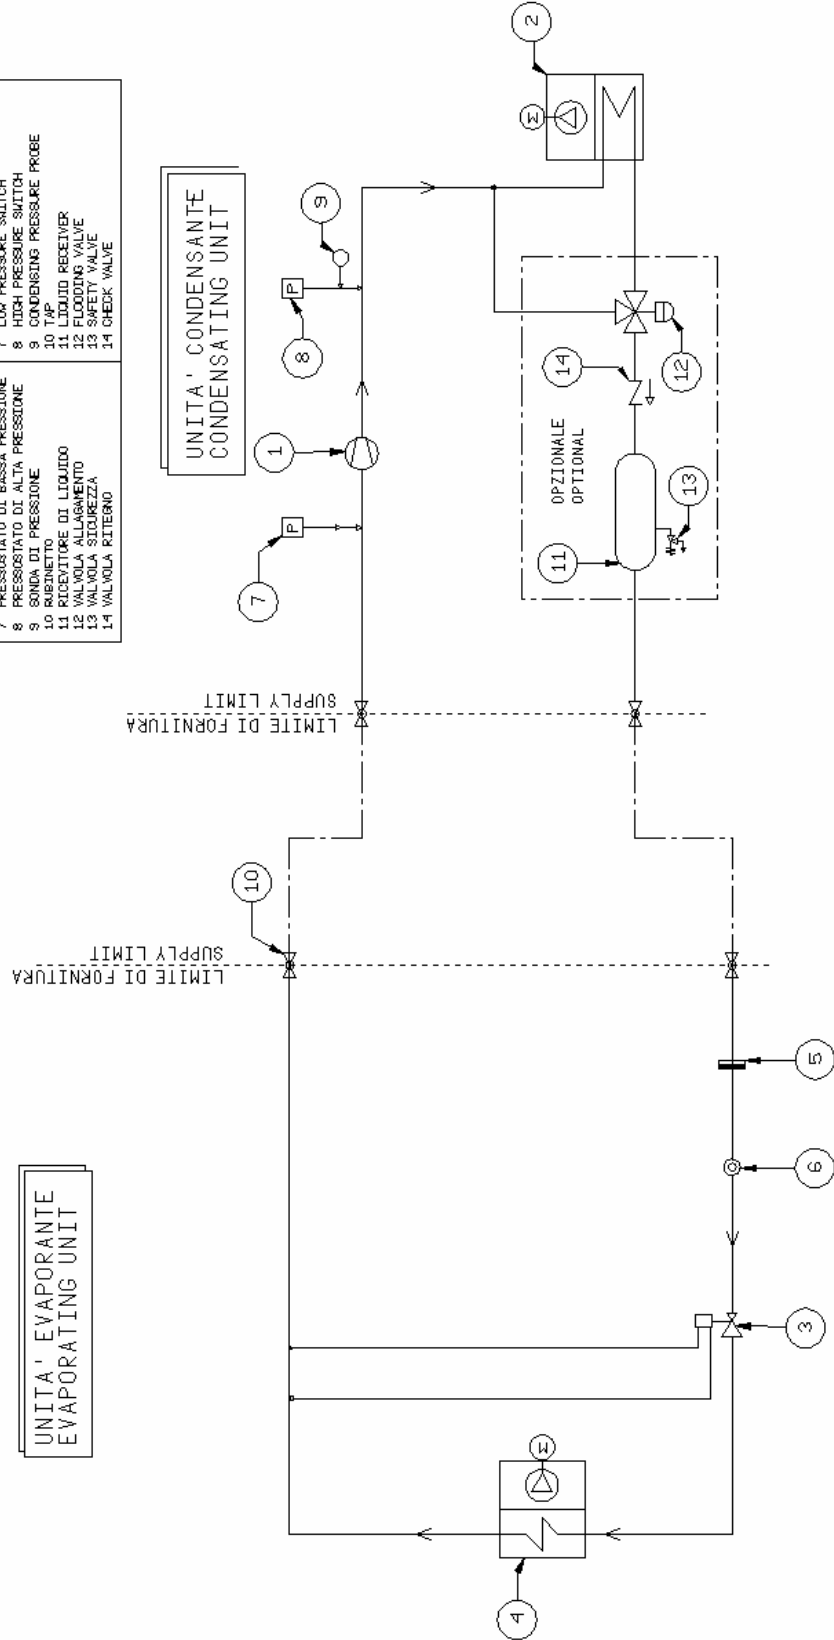 7 PRESSOSTATO DI BASSA PRESSIONE
8 PRESSOSTATO DI ALTA PRESSIONE
9 SONDA DI PRESSIONE
10 RUBINETTO
11 RICEVITORE DI LIQUIDO
12 VALVOLA ALLAGAMENTO
13 VALVOLA SICUREZZA
14 VALVOLA RITEGNO
7 LOW PRESSURE SWITCH
8 HIGH PRESSURE SWITCH
9 CONDENSING PRESSURE PROBE
10 TAP
11 LIQUID RECEIVER
12 FLOODING VALVE
13 SAFETY VALVE
14 CHECK VALVE
UNITA' EVAPORANTE
EVAPORATING UNIT
UNITA' CONDENSANTE
CONDENSATING UNIT
LIMITE DI FORNITURA
SUPPLY LIMIT
LIMITE DI FORNITURA
SUPPLY LIMIT
OPZIONALE
OPTIONAL
P
P
M
M
1
2
3
4
5
6
7
8
9
10
11
12
13
14